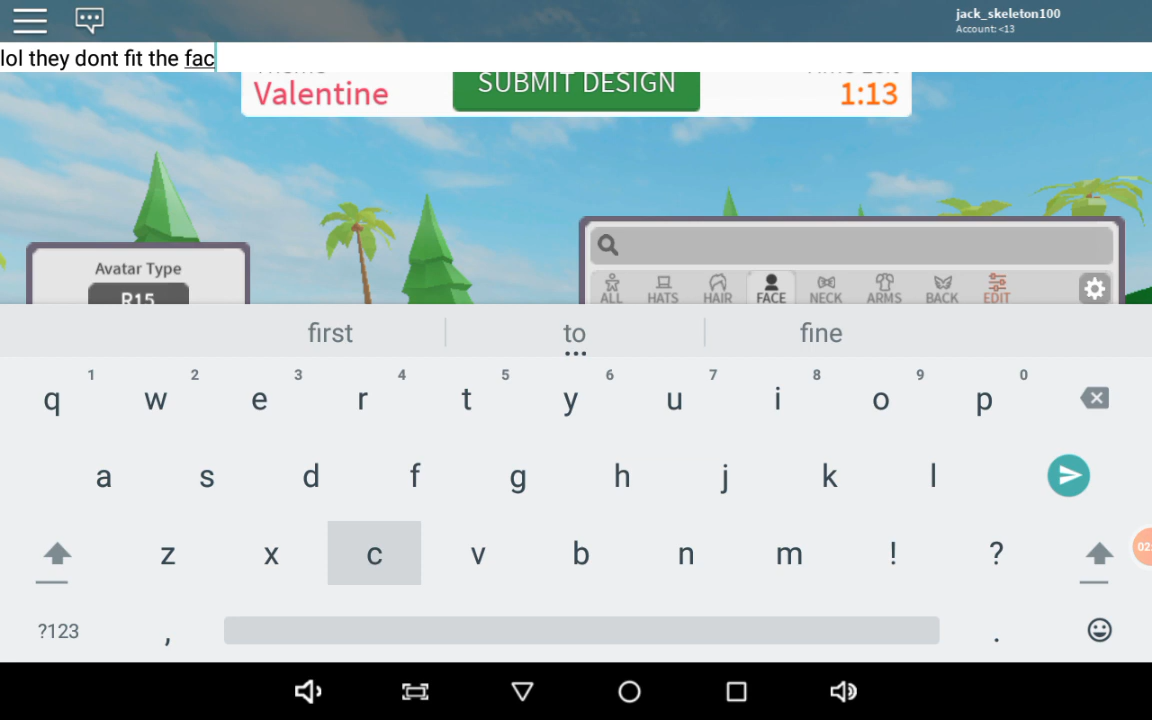 jack_skeleton100
Account: <13
lol they dont fit the fac
Valentine
SUBMIT DESIGN
1:13
Avatar Type
R15
ALL HATS HAIR FACE NECK ARMS BACK EDIT
first to fine
1 2 3 4 5 6 7 8 9 0
q w e r t y u i o p
a s d f g h j k l
z x c v b n m ! ?
?123 , .
02: